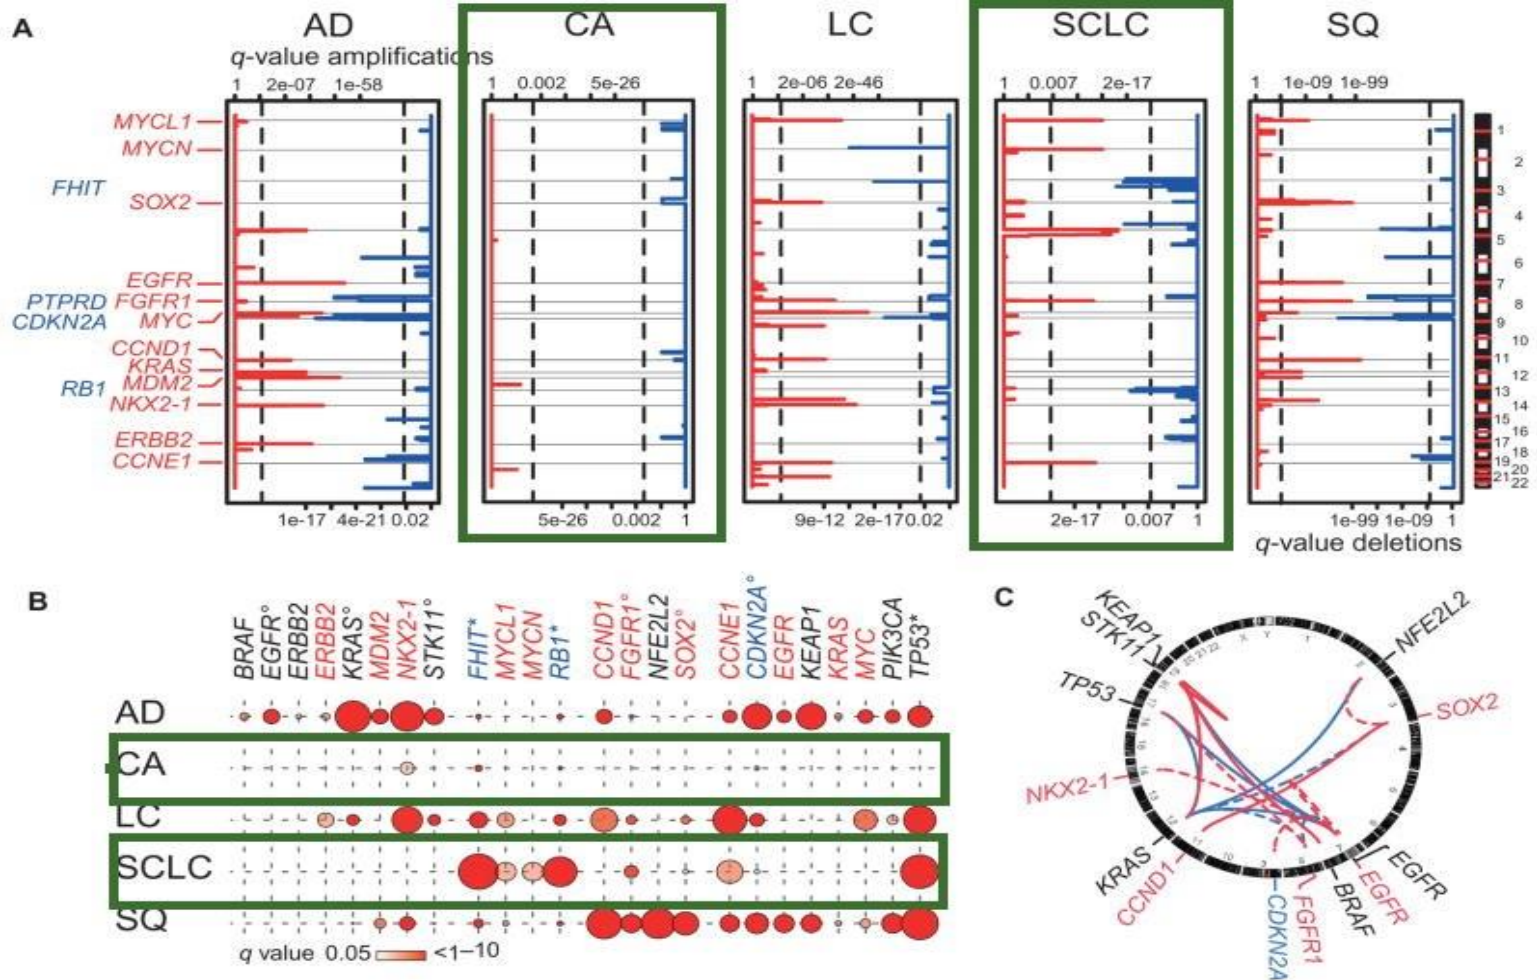 A
AD CA LC SCLC SQ
q-value amplifications
1 2e-07 1e-58 1 0.002 5e-26 1 2e-06 2e-46 1 0.007 2e-17 1 1e-09 1e-99
MYCL1
MYCN
FHIT
SOX2
EGFR
PTPRD FGFR1
CDKN2A MYC
CCND1
KRAS
RB1 MDM2
NKX2-1
ERBB2
CCNE1
1
2
3
4
5
6
7
8
9
10
11
12
13
14
15
16
17
18
19
20
21
22
1e-17 4e-21 0.02 5e-26 0.002 1 9e-12 2e-17 0.02 2e-17 0.007 1 1e-99 1e-09 1
q-value deletions
B
BRAF EGFR° ERBB2 ERBB2 KRAS° MDM2 NKX2-1 STK11° FHIT* MYCL1 MYCN RB1* CCND1 FGFR1° NFE2L2 SOX2° CCNE1 CDKN2A° EGFR KEAP1 KRAS MYC PIK3CA TP53*
AD
CA
LC
SCLC
SQ
q value 0.05 <1–10
C
KEAP1
STK11
TP53
NFE2L2
SOX2
NKX2-1
KRAS
CCND1
CDKN2A
FGFR1
BRAF
EGFR
EGFR
X Y 1
4
10
11
12
13